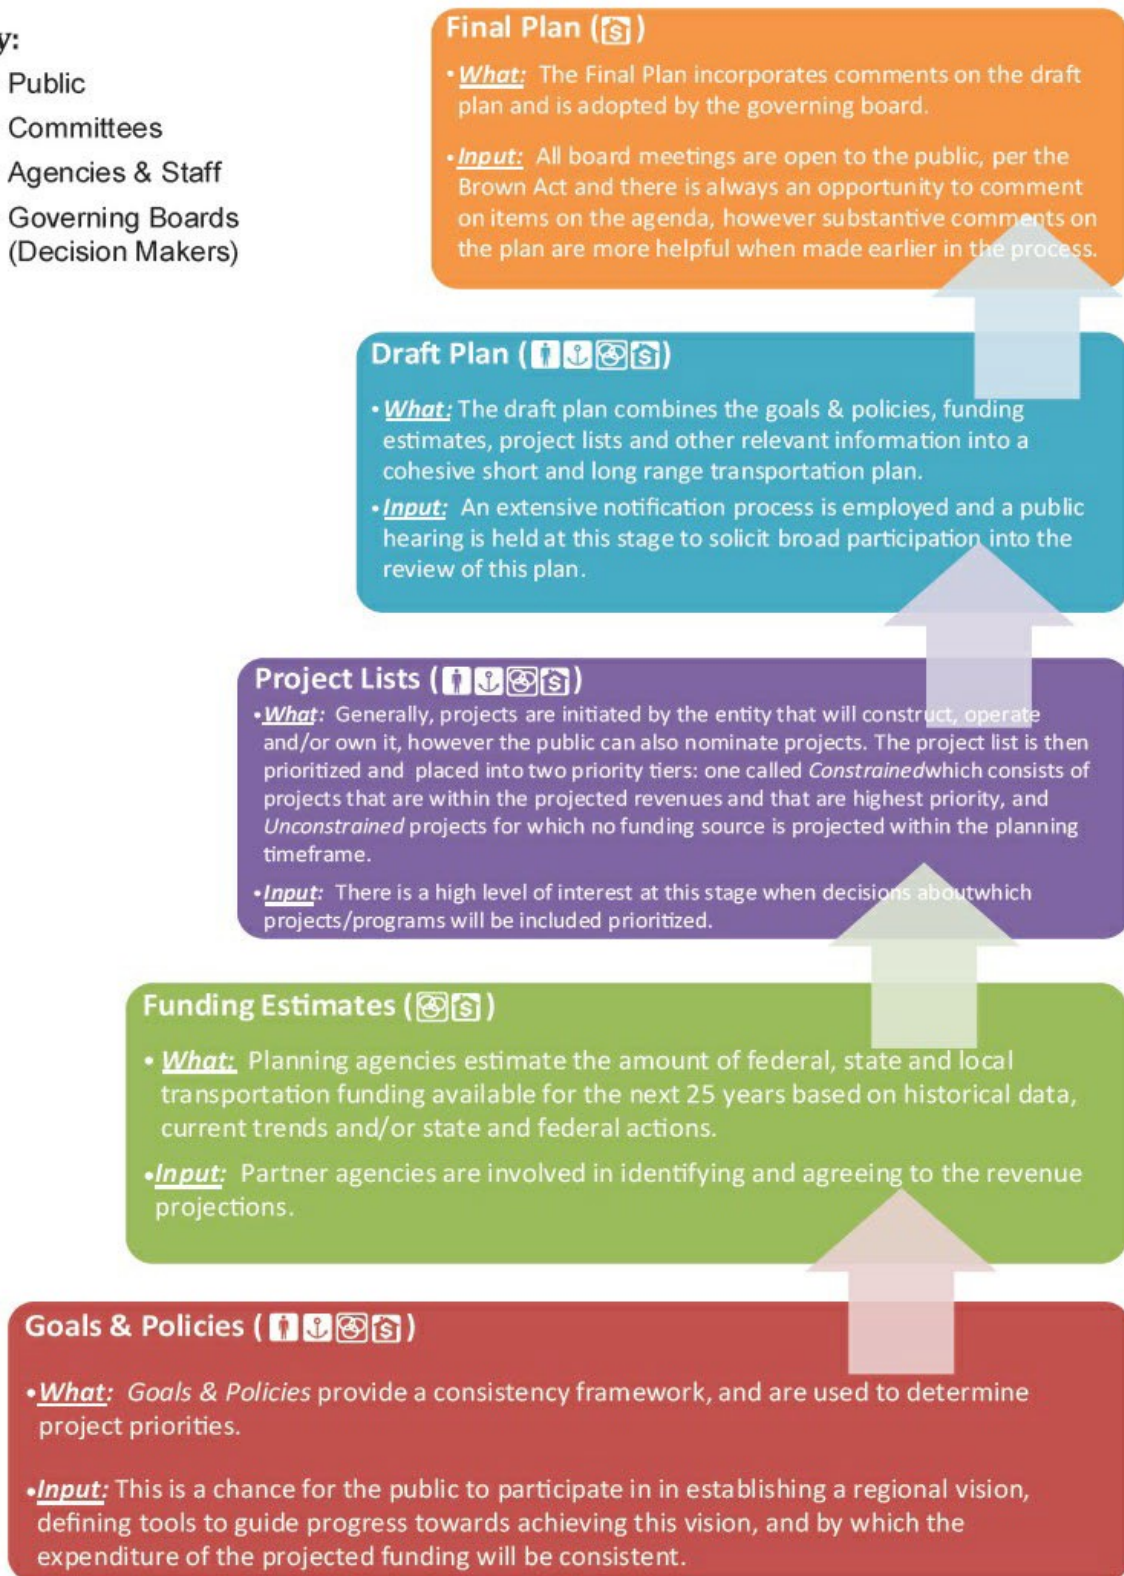 y:
Public
Committees
Agencies & Staff
Governing Boards
(Decision Makers)
Final Plan ( )
• What: The Final Plan incorporates comments on the draft
plan and is adopted by the governing board.
• Input: All board meetings are open to the public, per the
Brown Act and there is always an opportunity to comment
on items on the agenda, however substantive comments on
the plan are more helpful when made earlier in the process.
Draft Plan ( )
• What: The draft plan combines the goals & policies, funding
estimates, project lists and other relevant information into a
cohesive short and long range transportation plan.
• Input: An extensive notification process is employed and a public
hearing is held at this stage to solicit broad participation into the
review of this plan.
Project Lists ( )
• What: Generally, projects are initiated by the entity that will construct, operate
and/or own it, however the public can also nominate projects. The project list is then
prioritized and placed into two priority tiers: one called Constrainedwhich consists of
projects that are within the projected revenues and that are highest priority, and
Unconstrained projects for which no funding source is projected within the planning
timeframe.
• Input: There is a high level of interest at this stage when decisions aboutwhich
projects/programs will be included prioritized.
Funding Estimates ( )
• What: Planning agencies estimate the amount of federal, state and local
transportation funding available for the next 25 years based on historical data,
current trends and/or state and federal actions.
• Input: Partner agencies are involved in identifying and agreeing to the revenue
projections.
Goals & Policies ( )
• What: Goals & Policies provide a consistency framework, and are used to determine
project priorities.
• Input: This is a chance for the public to participate in in establishing a regional vision,
defining tools to guide progress towards achieving this vision, and by which the
expenditure of the projected funding will be consistent.